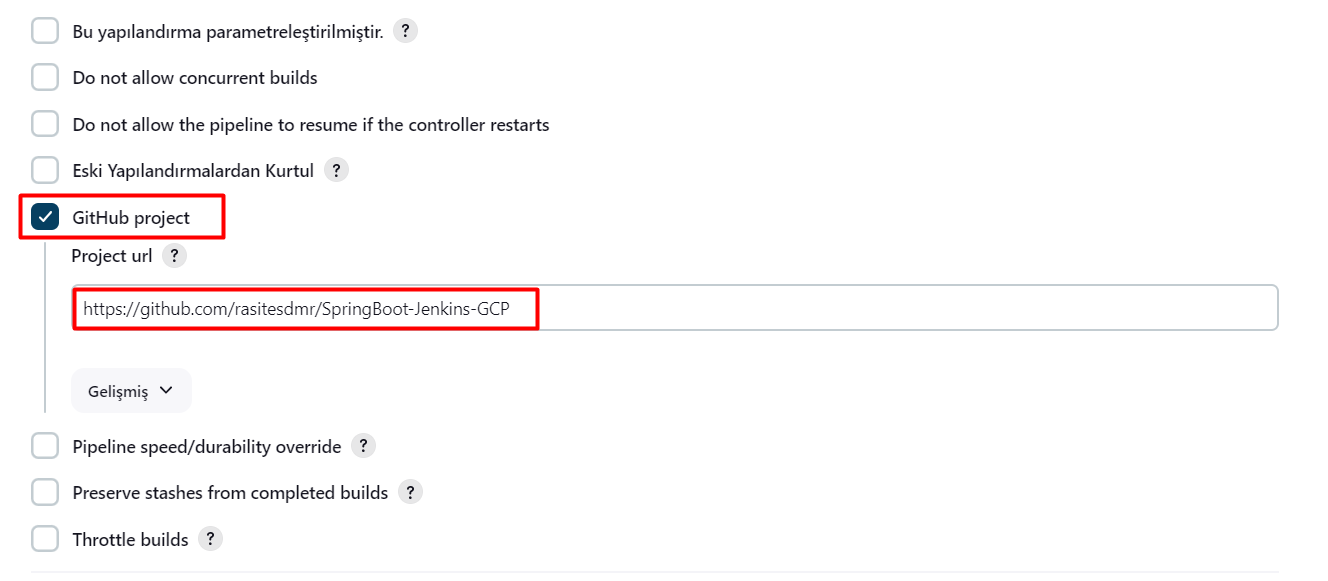 Bu yapılandırma parametreleştirilmiştir. ?
Do not allow concurrent builds
Do not allow the pipeline to resume if the controller restarts
Eski Yapılandırmalardan Kurtul ?
GitHub project
Project url ?
https://github.com/rasitesdmr/SpringBoot-Jenkins-GCP
Gelişmiş
Pipeline speed/durability override ?
Preserve stashes from completed builds ?
Throttle builds ?